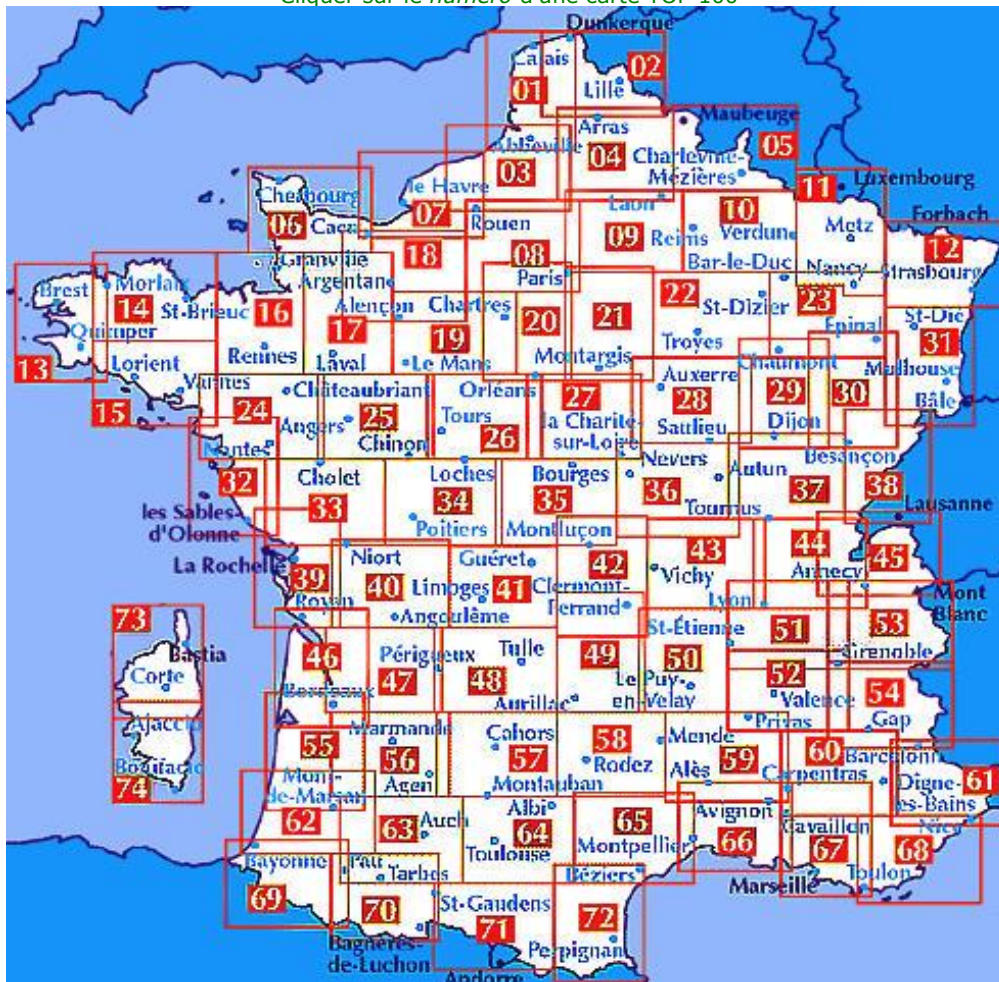 Cliquer sur le numéro d'une carte TOP 100
Dunkerque
Calais
02
01
Lille
Maubeuge
Arras
Abbeville
05
03
04
Charleville-
Mézières
11
Luxembourg
Cherbourg
le Havre
07
Rouen
Laon
10
Forbach
06
Caen
09
Reims
Verdun
Metz
12
Granville
18
08
Bar-le-Duc
Nancy
Strasbourg
Brest
Morlaix
Argentan
Paris
14
St-Brieuc
16
Alençon
Chartres
22
St-Dizier
23
17
20
21
Épinal
St-Dié
Quimper
19
Troyes
31
13
Lorient
Rennes
Laval
Le Mans
Montargis
Chaumont
Mulhouse
15
Vannes
Châteaubriant
Orléans
27
Auxerre
29
30
Bâle
24
25
Tours
la Charité-
sur-Loire
28
Angers
Chinon
26
Saulieu
Dijon
Nantes
Besançon
32
Cholet
Loches
Bourges
Nevers
Autun
38
33
34
35
36
37
les Sables-
d'Olonne
Poitiers
Montluçon
Tournus
Lausanne
La Rochelle
Niort
Guéret
42
43
44
45
39
40
Limoges
41
Clermont-
Ferrand
Vichy
Annecy
Royan
Angoulême
Lyon
Mont
Blanc
73
St-Étienne
51
53
Bastia
46
Périgueux
Tulle
49
50
Grenoble
Corte
47
48
Le Puy-
en-Velay
52
54
Bordeaux
Aurillac
Valence
Ajaccio
Marmande
Privas
Gap
55
56
Cahors
58
Mende
59
60
57
Rodez
Bonifacio
Mont-
de-Marsan
Agen
Montauban
Alès
Carpentras
Digne-
les-Bains
61
74
62
63
Auch
Albi
65
Avignon
Cavaillon
Nice
64
66
67
68
Bayonne
Toulouse
Montpellier
Pau
Tarbes
Béziers
Marseille
Toulon
69
70
St-Gaudens
71
72
Bagnères-
de-Luchon
Perpignan
Andorre